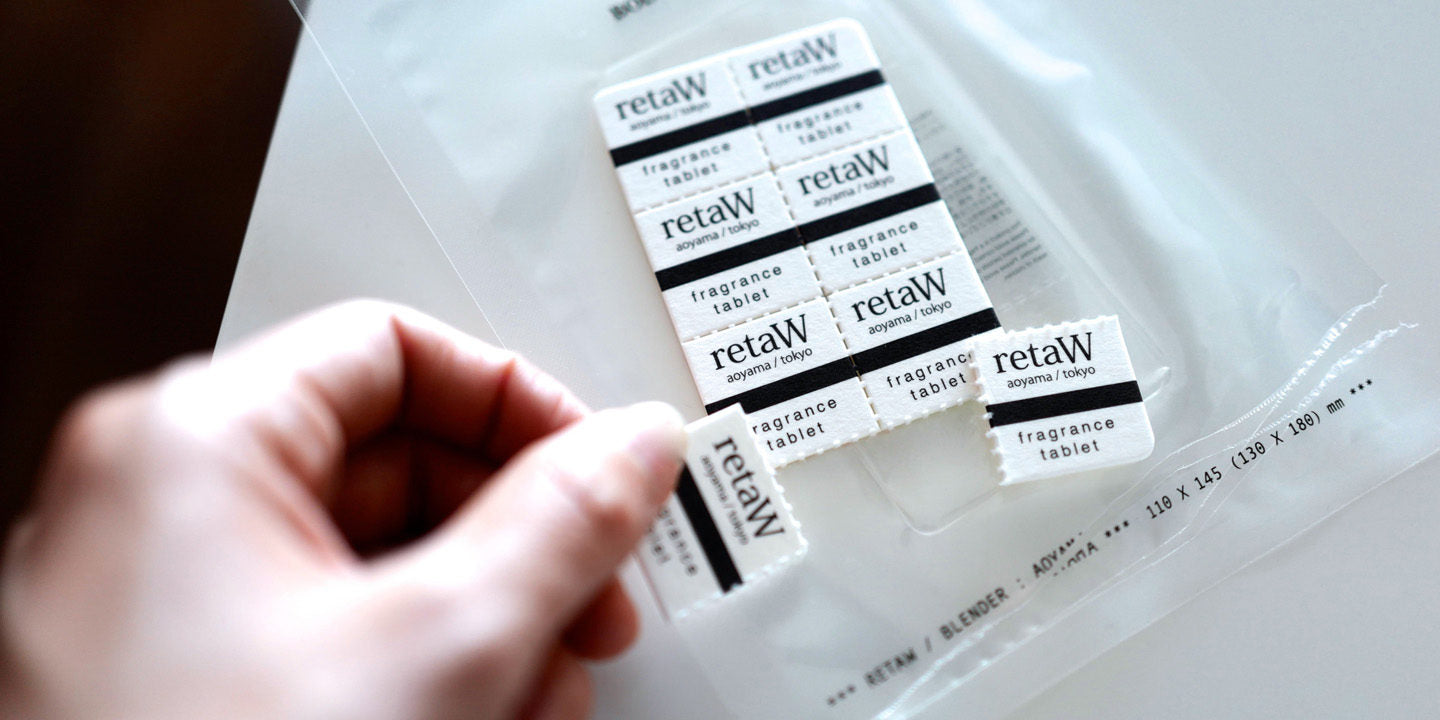 retaW
aoyama / tokyo
fragrance
tablet
retaW
aoyama / tokyo
fragrance
tablet
retaW
aoyama / tokyo
fragrance
tablet
retaW
aoyama / tokyo
fragrance
tablet
retaW
aoyama / tokyo
fragrance
tablet
retaW
aoyama / tokyo
fragrance
tablet
retaW
aoyama / tokyo
fragrance
tablet
retaW
aoyama / tokyo
*** RETAW / BLENDER : *** 110 X 145 (130 X 180) mm ***